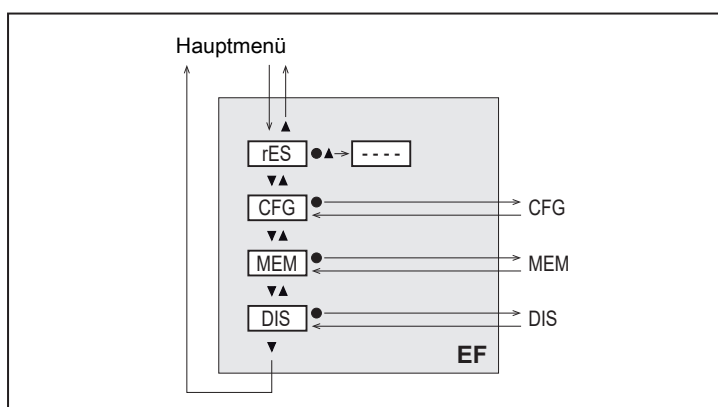 Hauptmenü
rES
- - - -
CFG
CFG
MEM
MEM
DIS
DIS
EF